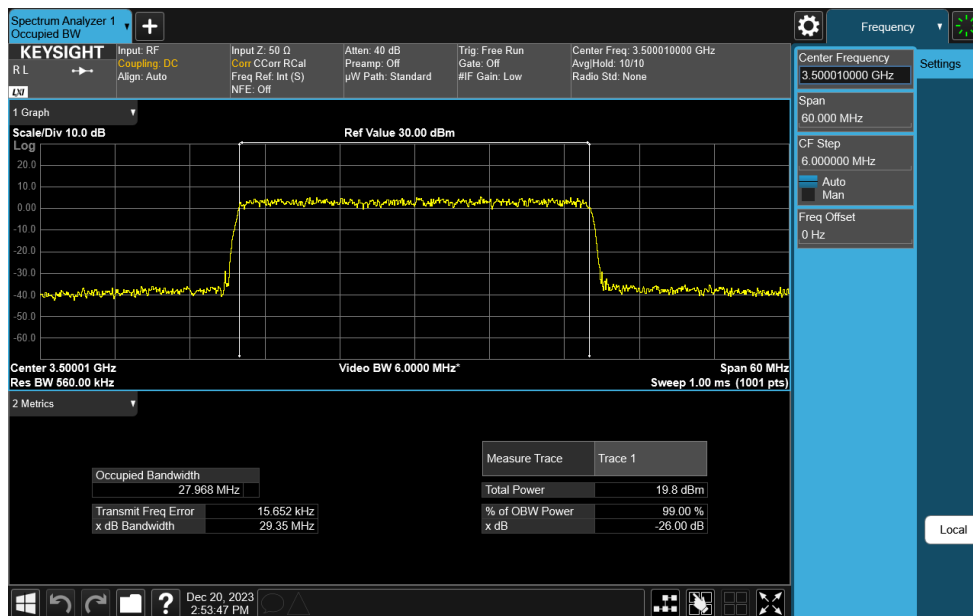 Spectrum Analyzer 1
Occupied BW
+
Frequency
KEYSIGHT
R L
LXI
Input: RF
Coupling: DC
Align: Auto
Input Z: 50 Ω
Corr CCorr RCal
Freq Ref: Int (S)
NFE: Off
Atten: 40 dB
Preamp: Off
µW Path: Standard
Trig: Free Run
Gate: Off
#IF Gain: Low
Center Freq: 3.500010000 GHz
Avg|Hold: 10/10
Radio Std: None
Center Frequency
3.500010000 GHz
Settings
Span
60.000 MHz
CF Step
6.000000 MHz
Auto
Man
Freq Offset
0 Hz
Local
1 Graph
Scale/Div 10.0 dB
Ref Value 30.00 dBm
Log
20.0
10.0
0.00
-10.0
-20.0
-30.0
-40.0
-50.0
-60.0
Center 3.50001 GHz
Video BW 6.0000 MHz*
Span 60 MHz
Res BW 560.00 kHz
Sweep 1.00 ms (1001 pts)
2 Metrics
Measure Trace Trace 1
Occupied Bandwidth
27.968 MHz
Total Power 19.8 dBm
Transmit Freq Error 15.652 kHz
% of OBW Power 99.00 %
x dB Bandwidth 29.35 MHz
x dB -26.00 dB
?
Dec 20, 2023
2:53:47 PM